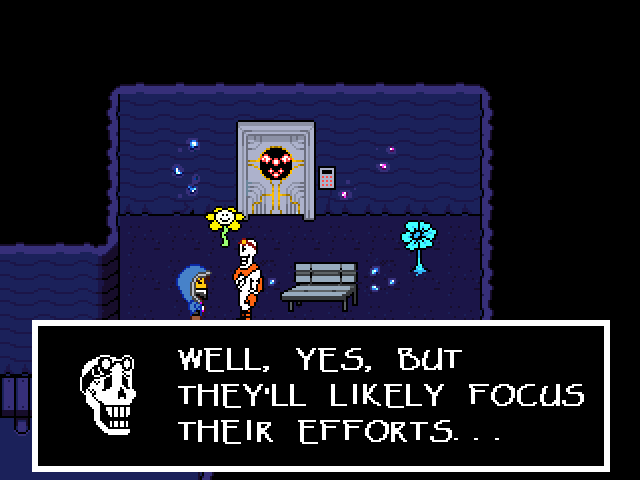 WELL, YES, BUT
THEY'LL LIKELY FOCUS
THEIR EFFORTS...